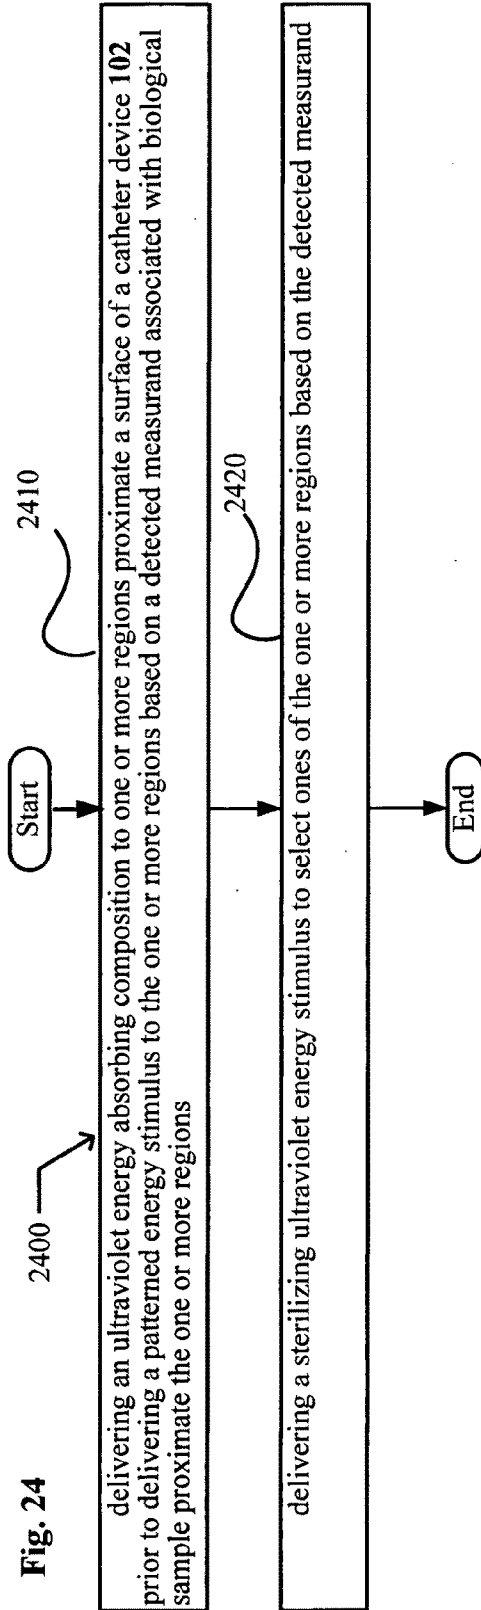 Fig. 24
2400
Start
2410
delivering an ultraviolet energy absorbing composition to one or more regions proximate a surface of a catheter device 102
prior to delivering a patterned energy stimulus to the one or more regions based on a detected measurand associated with biological
sample proximate the one or more regions
2420
delivering a sterilizing ultraviolet energy stimulus to select ones of the one or more regions based on the detected measurand
End